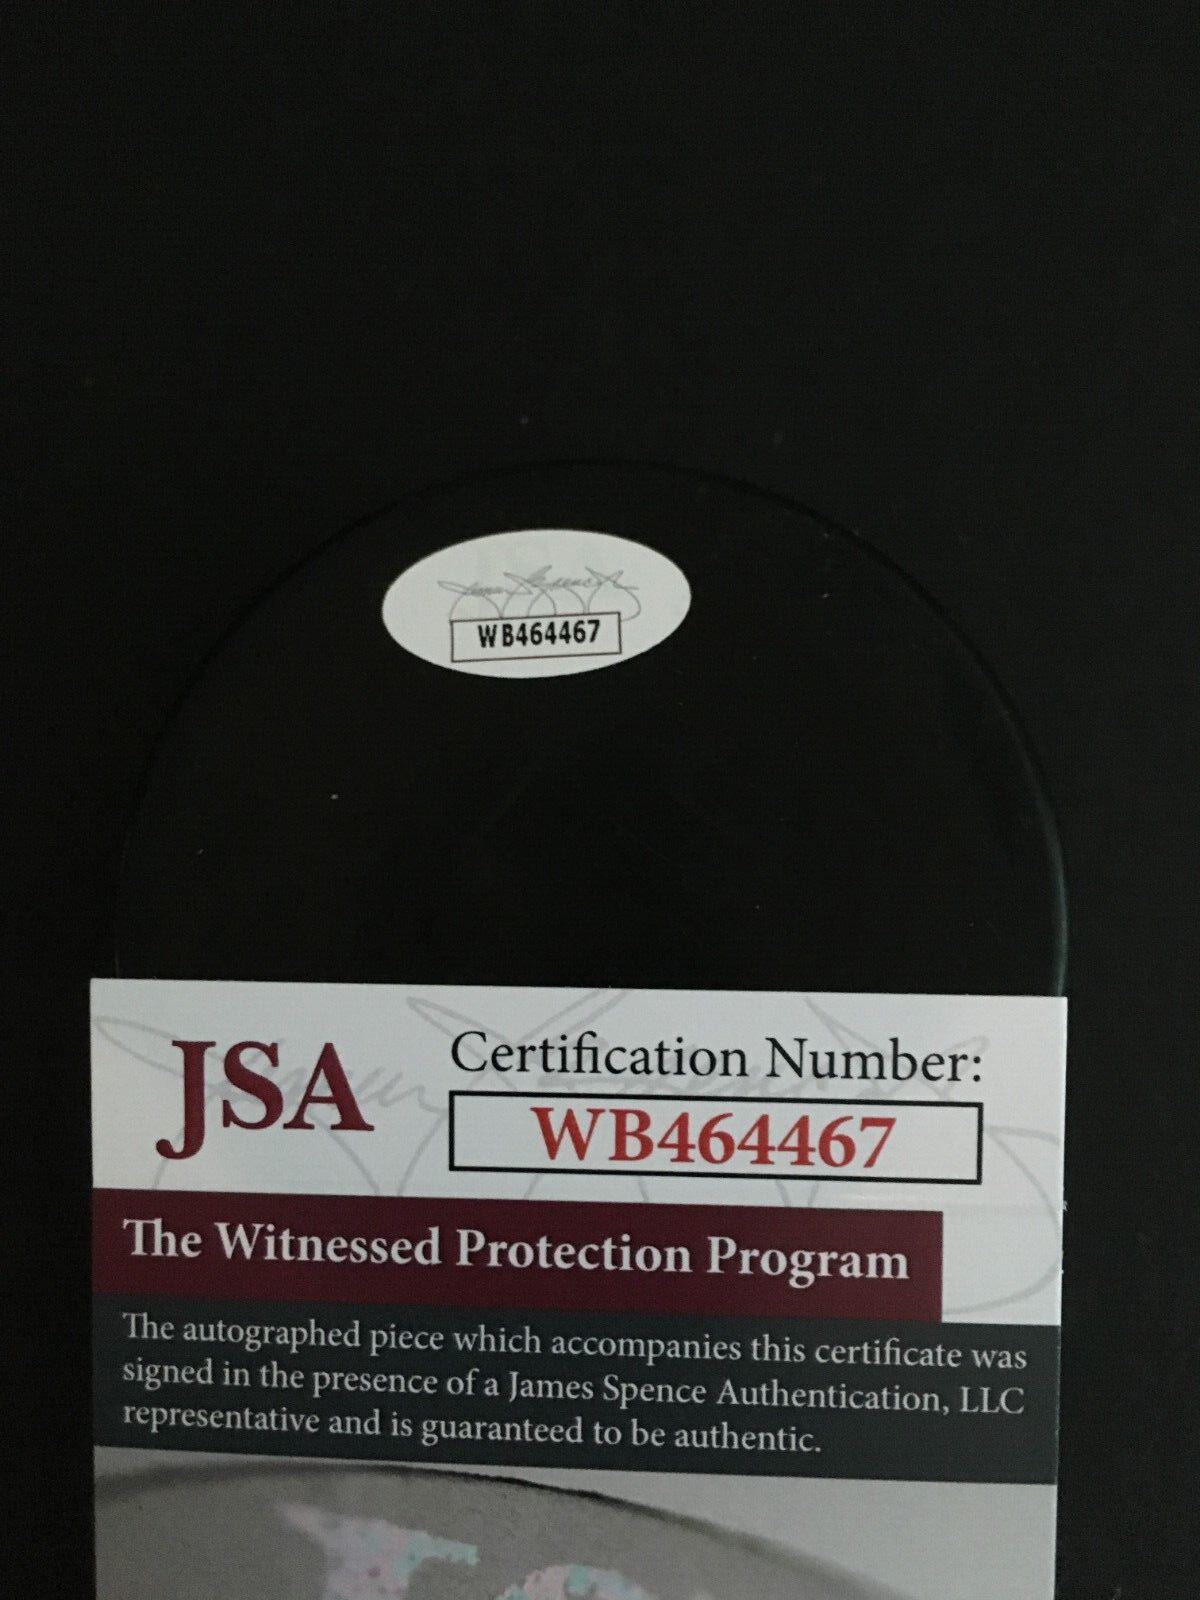 WB464467
JSA
Certification Number:
WB464467
The Witnessed Protection Program
The autographed piece which accompanies this certificate was
signed in the presence of a James Spence Authentication, LLC
representative and is guaranteed to be authentic.